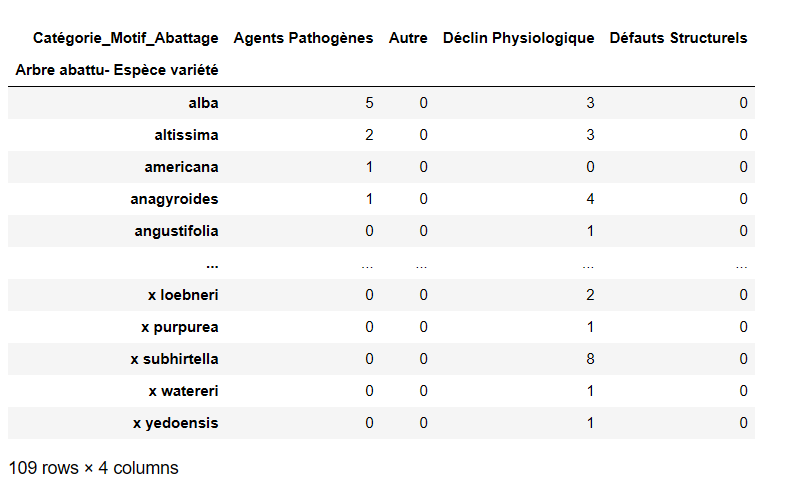 Catégorie_Motif_Abattage Agents Pathogènes Autre Déclin Physiologique Défauts Structurels
Arbre abattu- Espèce variété
alba 5 0 3 0
altissima 2 0 3 0
americana 1 0 0 0
anagyroides 1 0 4 0
angustifolia 0 0 1 0
... ... ... ... ...
x loebneri 0 0 2 0
x purpurea 0 0 1 0
x subhirtella 0 0 8 0
x watereri 0 0 1 0
x yedoensis 0 0 1 0
109 rows × 4 columns